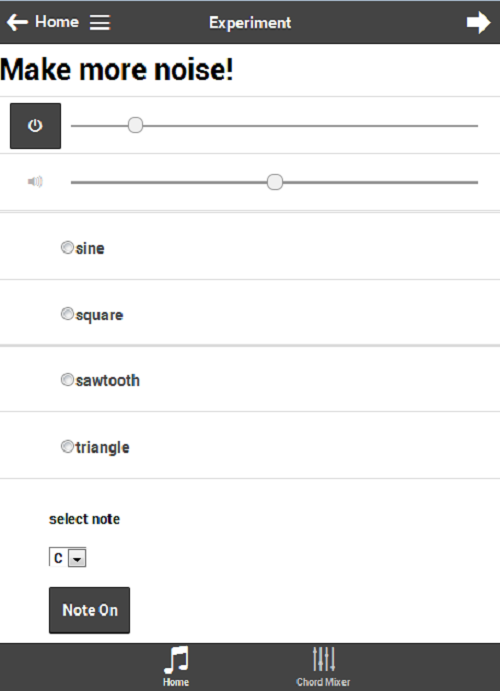 Home Experiment
Make more noise!
sine
square
sawtooth
triangle
select note
C
Note On
Home Chord Mixer